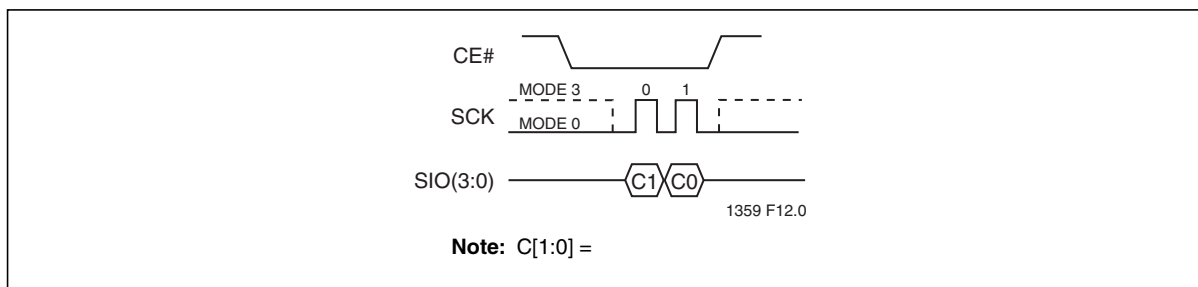 CE#
MODE 3 0 1
SCK
MODE 0
SIO(3:0) C1 C0
1359 F12.0
Note: C[1:0] =